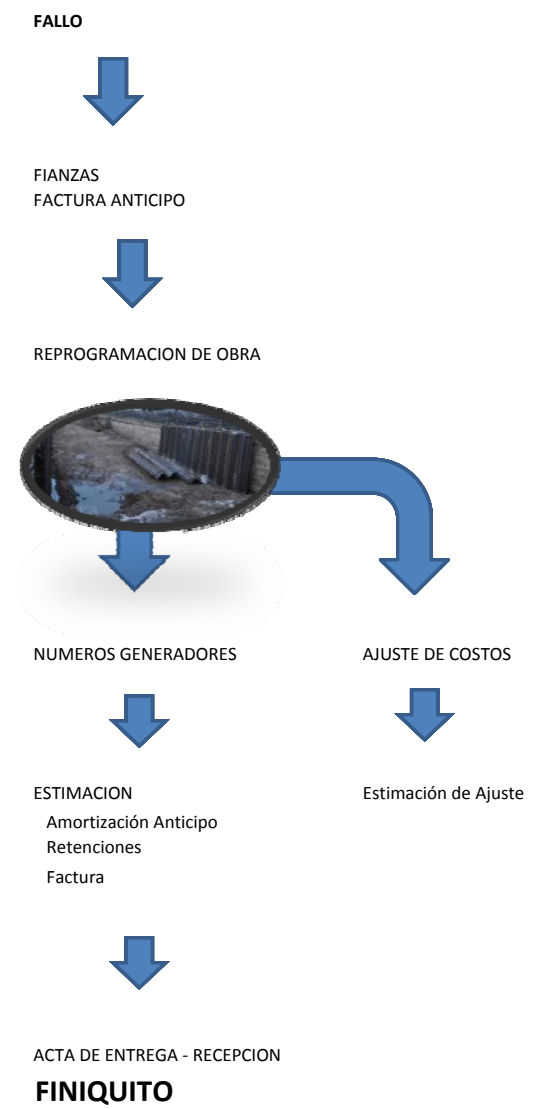 FALLO
FIANZAS
FACTURA ANTICIPO
REPROGRAMACION DE OBRA
NUMEROS GENERADORES
AJUSTE DE COSTOS
ESTIMACION
Estimación de Ajuste
Amortización Anticipo
Retenciones
Factura
ACTA DE ENTREGA - RECEPCION
FINIQUITO